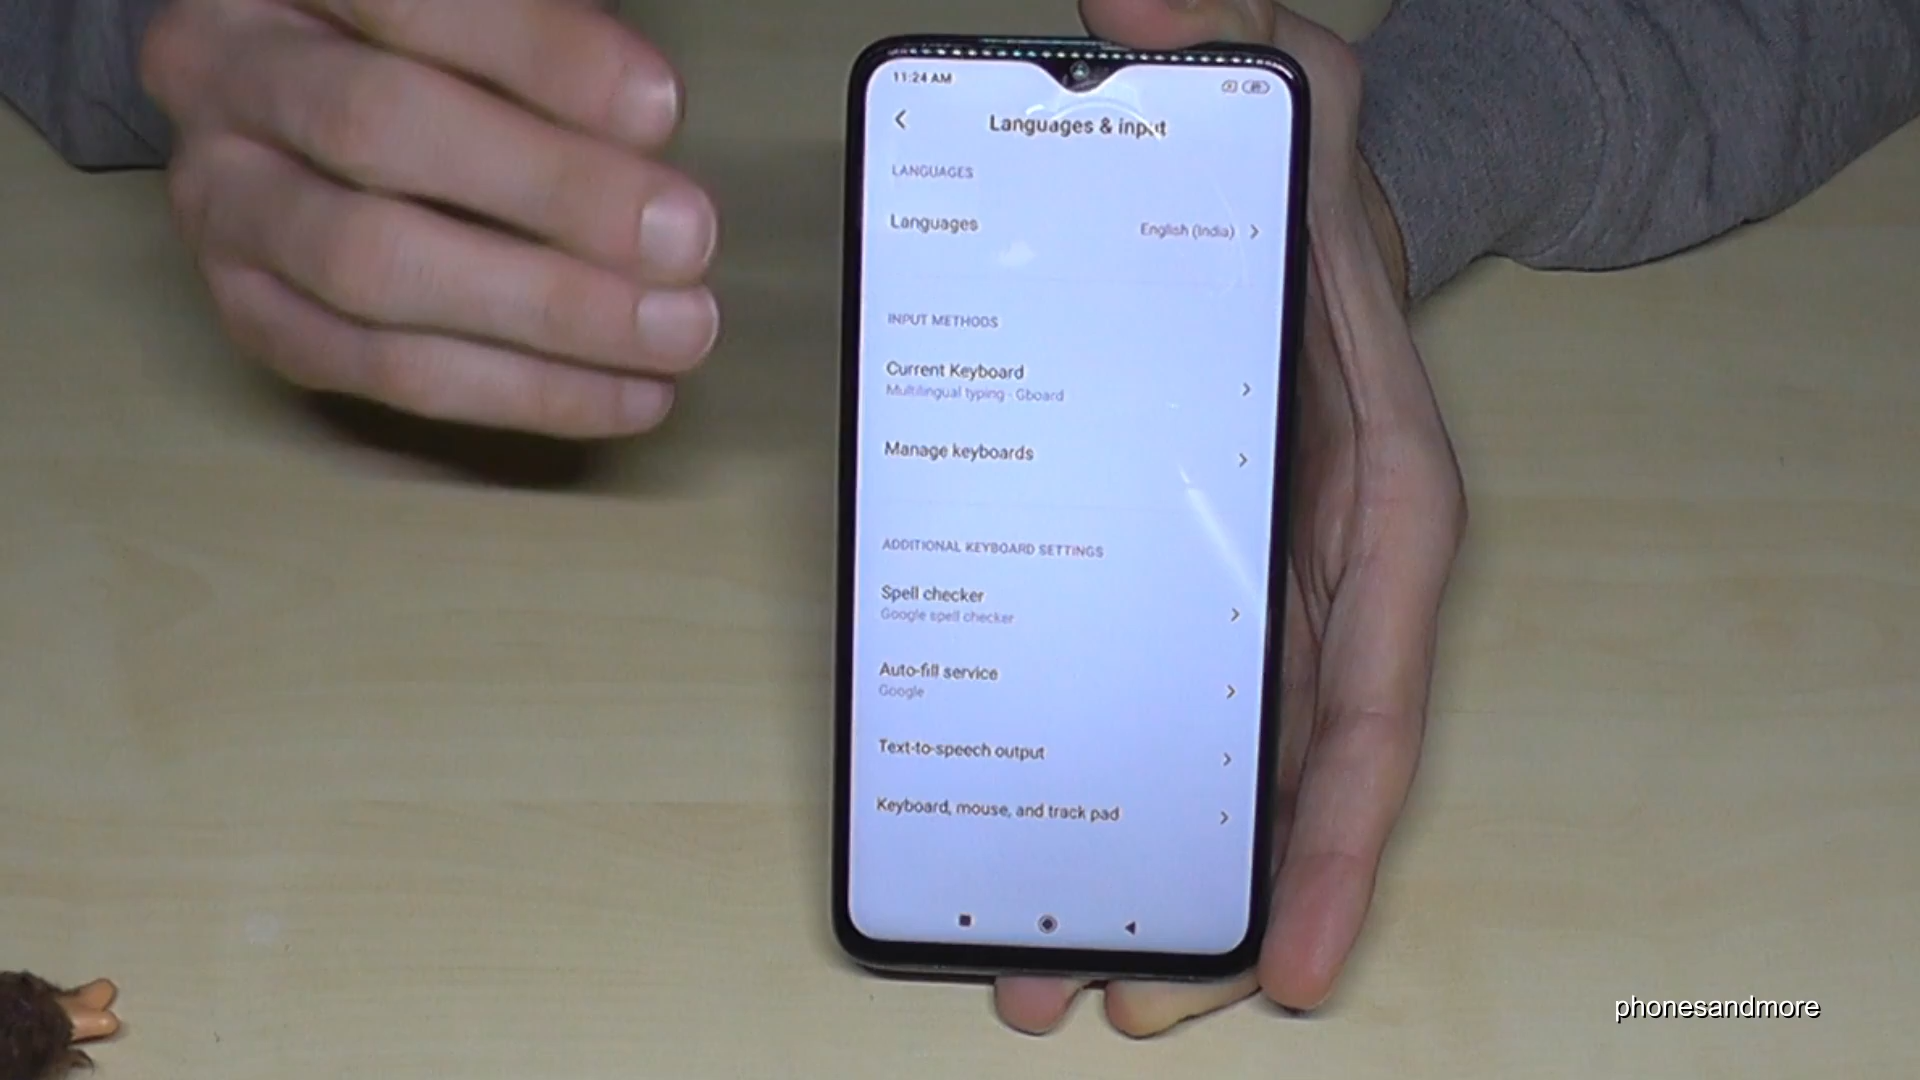 11:24 AM
Languages & input
LANGUAGES
Languages
English (India)
INPUT METHODS
Current Keyboard
Multilingual typing - Gboard
Manage keyboards
ADDITIONAL KEYBOARD SETTINGS
Spell checker
Google spell checker
Auto-fill service
Google
Text-to-speech output
Keyboard, mouse, and track pad
phonesandmore